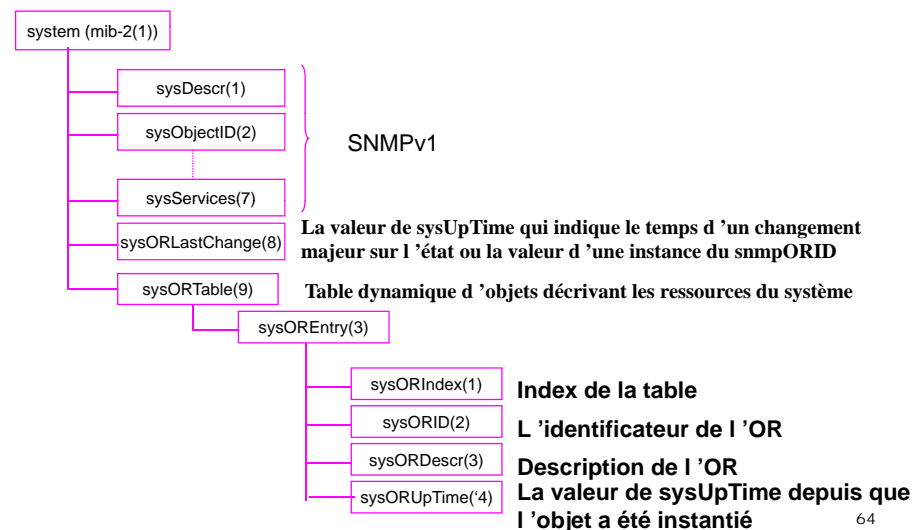 system (mib-2(1))
sysDescr(1)
sysObjectID(2)
SNMPv1
sysServices(7)
sysORLastChange(8)
La valeur de sysUpTime qui indique le temps d ’un changement
majeur sur l ’état ou la valeur d ’une instance du snmpORID
sysORTable(9)
Table dynamique d ’objets décrivant les ressources du système
sysOREntry(3)
sysORIndex(1)
Index de la table
sysORID(2)
L ’identificateur de l ’OR
sysORDescr(3)
Description de l ’OR
sysORUpTime(‘4)
La valeur de sysUpTime depuis que
l ’objet a été instantié
64